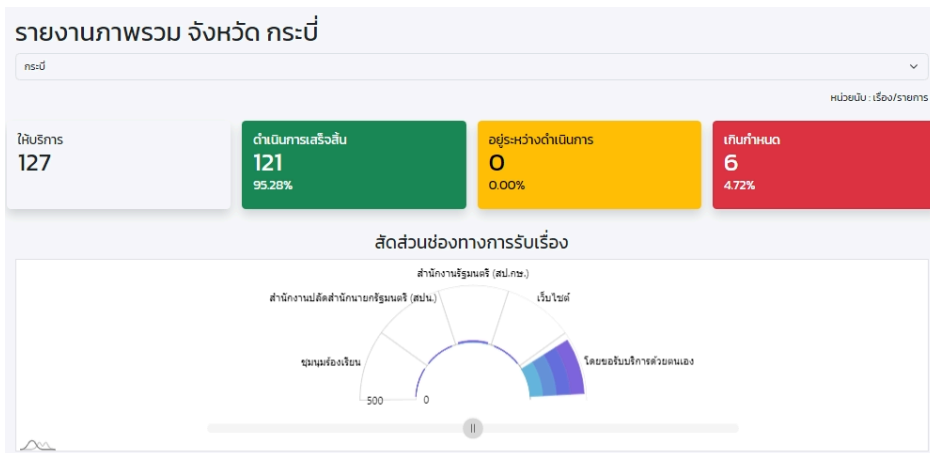 รายงานภาพรวม จังหวัด กระบี่
กระบี่
หน่วยนับ : เรื่อง/รายการ
ให้บริการ
127
ดำเนินการเสร็จสิ้น
121
95.28%
อยู่ระหว่างดำเนินการ
0
0.00%
เกินกำหนด
6
4.72%
สัดส่วนช่องทางการรับเรื่อง
สำนักงานรัฐมนตรี (สป.กษ.)
สำนักงานปลัดสำนักนายกรัฐมนตรี (สปน.)
เว็บไซต์
ชุมนุมร้องเรียน
โดยขอรับบริการด้วยตนเอง
500
0